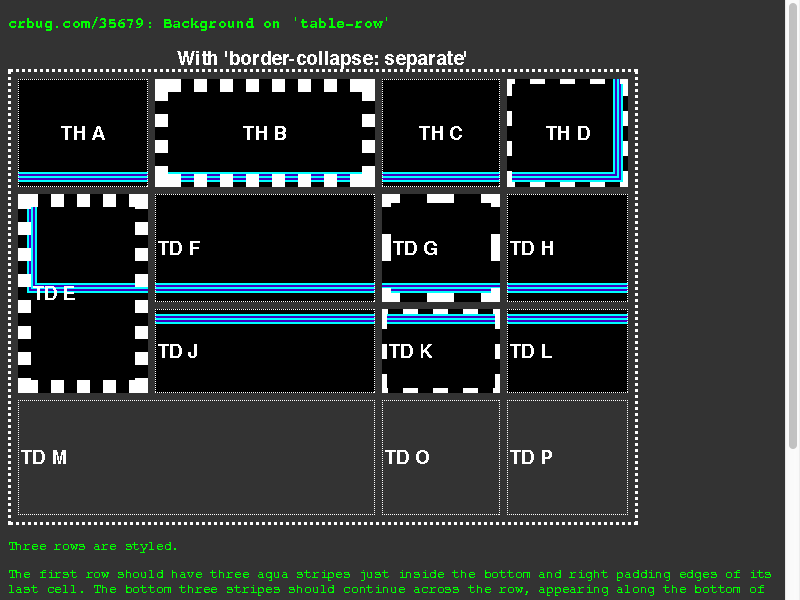 crbug.com/35679: Background on 'table-row'
With 'border-collapse: separate'
TH A TH B TH C TH D
TD E TD F TD G TD H
TD J TD K TD L
TD M TD O TD P
Three rows are styled.
The first row should have three aqua stripes just inside the bottom and right padding edges of its
last cell. The bottom three stripes should continue across the row, appearing along the bottom of